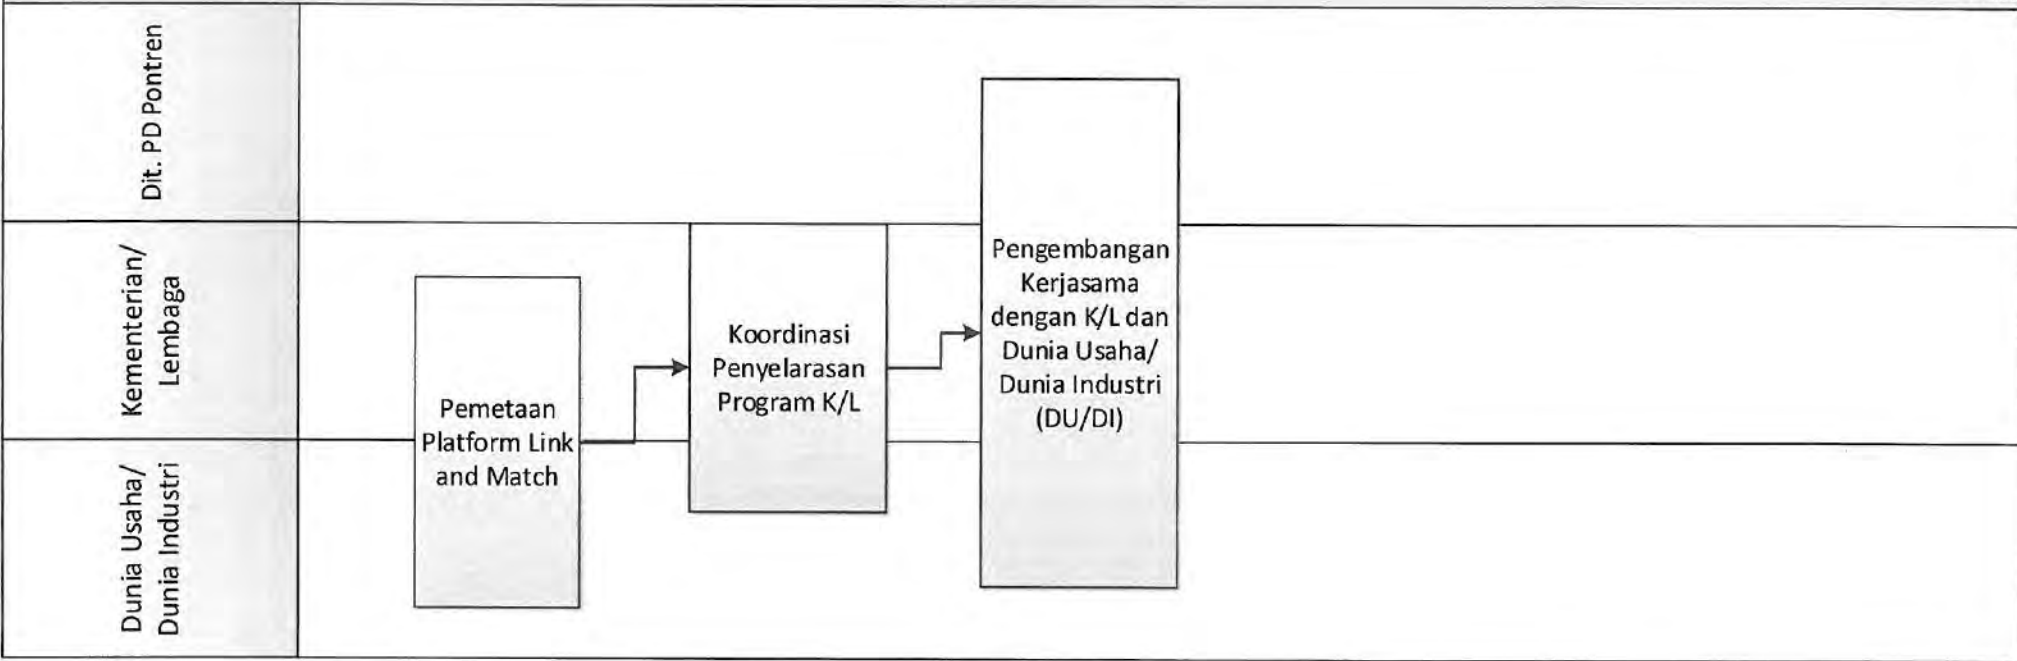 Dit. PD Pontren
Kementerian/
Lembaga
Dunia Usaha/
Dunia Industri
Pemetaan
Platform Link
and Match
Koordinasi
Penyelarasan
Program K/L
Pengembangan
Kerjasama
dengan K/L dan
Dunia Usaha/
Dunia Industri
(DU/DI)